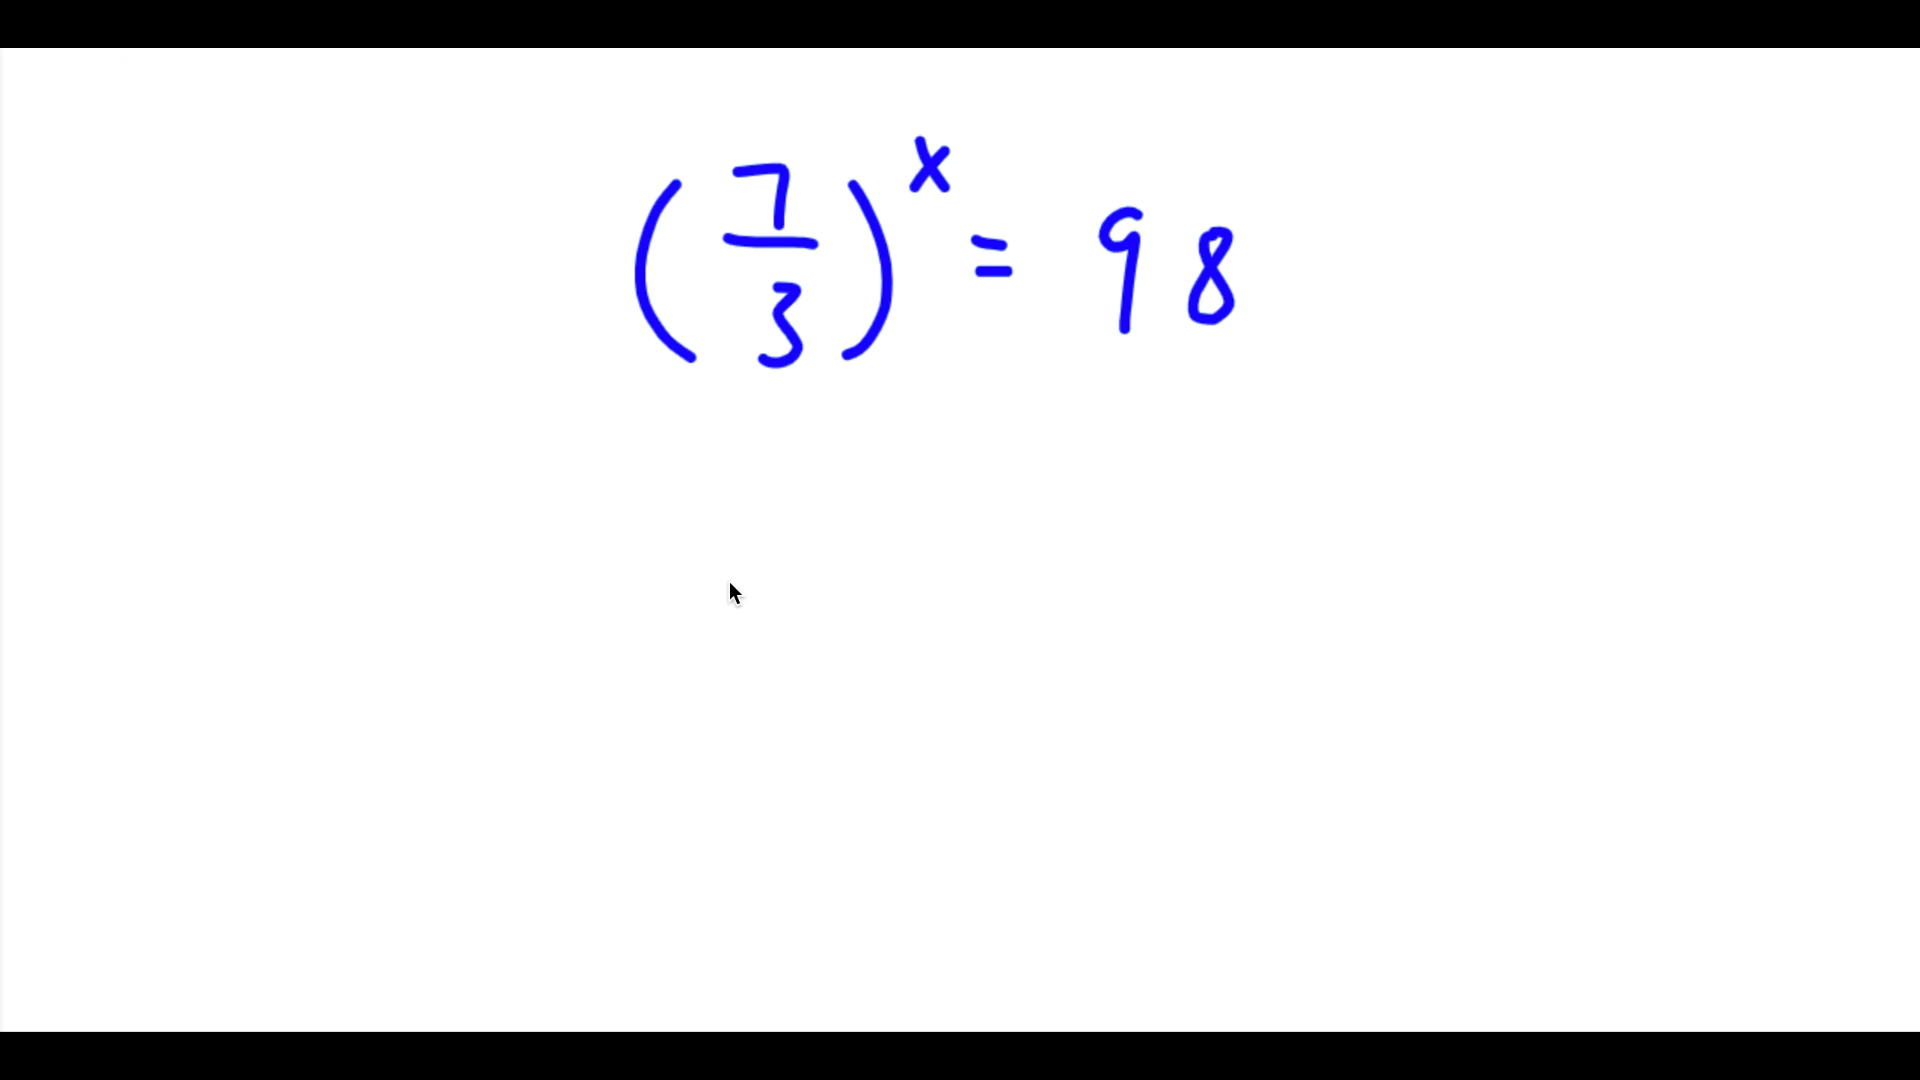 (7/3)^x = 98